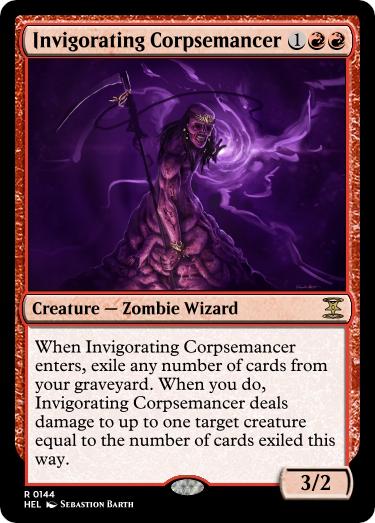 Invigorating Corpsemancer 1
Creature — Zombie Wizard
When Invigorating Corpsemancer
enters, exile any number of cards from
your graveyard. When you do,
Invigorating Corpsemancer deals
damage to up to one target creature
equal to the number of cards exiled this
way.
3/2
R 0144
HEL Sebastion Barth